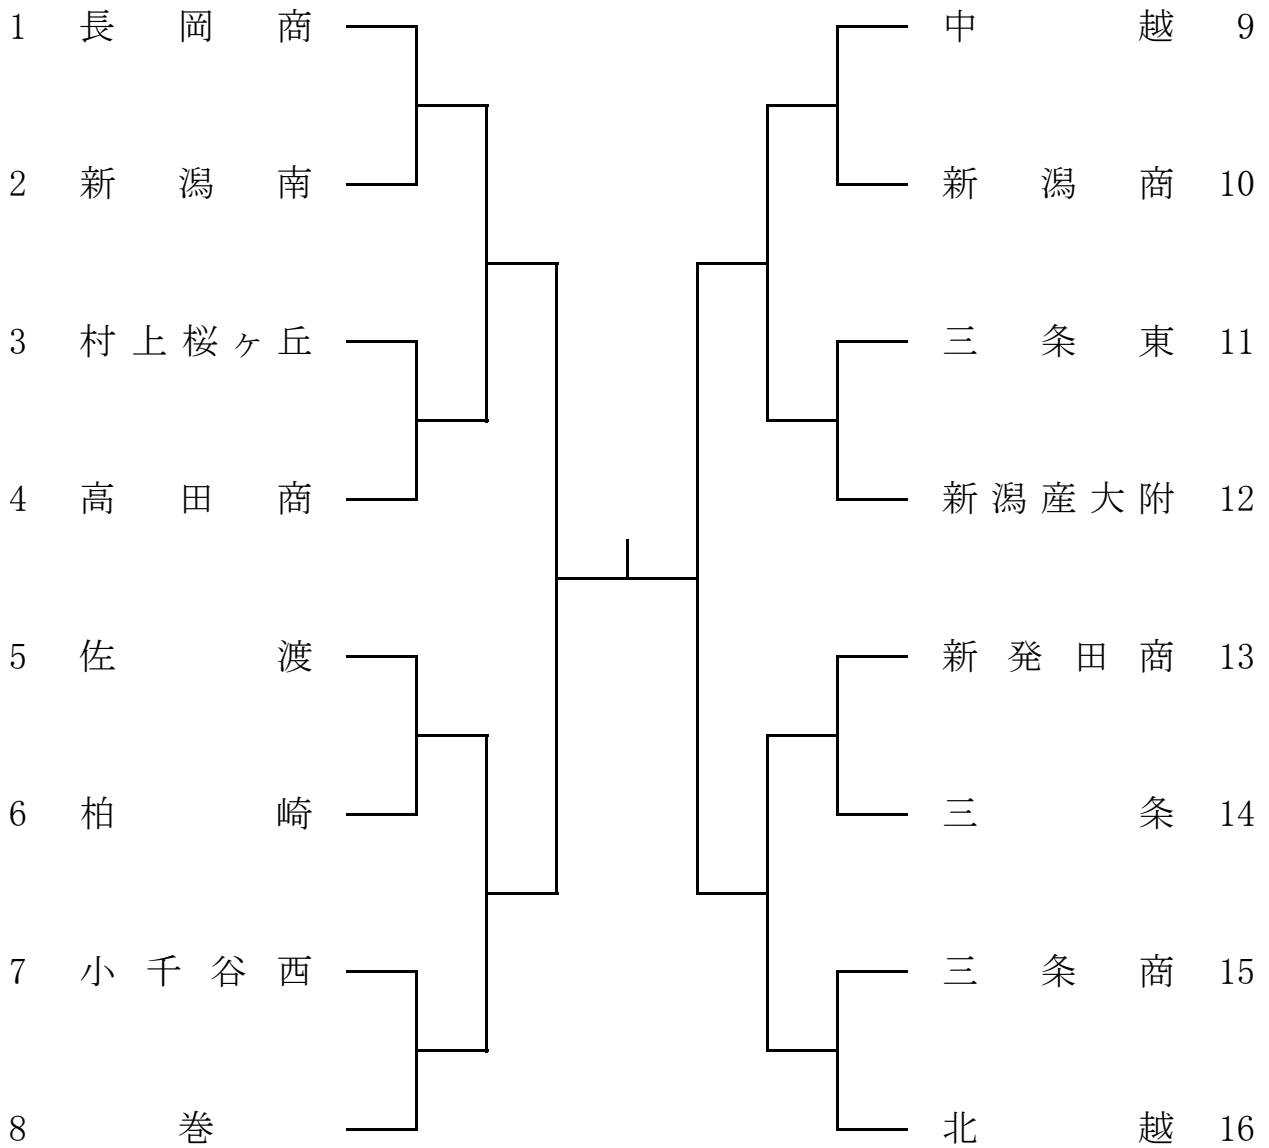 1 長岡商
中越 9
2 新潟南
新潟商 10
3 村上桜ヶ丘
三条東 11
4 高田商
新潟産大附 12
5 佐渡
新発田商 13
6 柏崎
三条 14
7 小千谷西
三条商 15
8 巻
北越 16